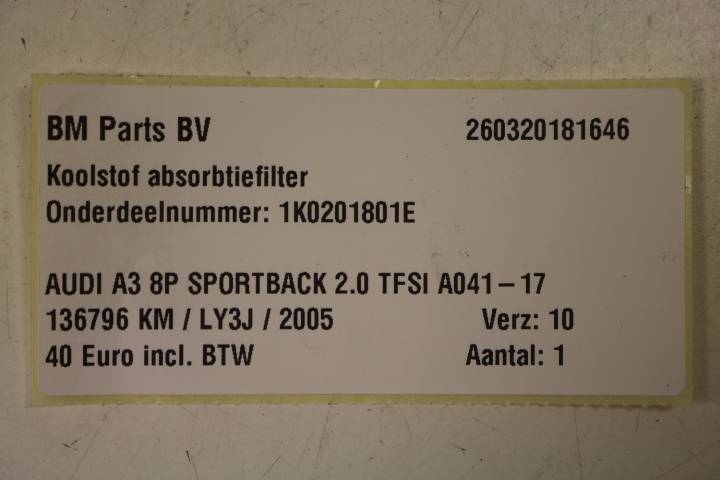 BM Parts BV 260320181646
Koolstof absorbtiefilter
Onderdeelnummer: 1K0201801E
AUDI A3 8P SPORTBACK 2.0 TFSI A041-17
136796 KM / LY3J / 2005 Verz: 10
40 Euro incl. BTW Aantal: 1